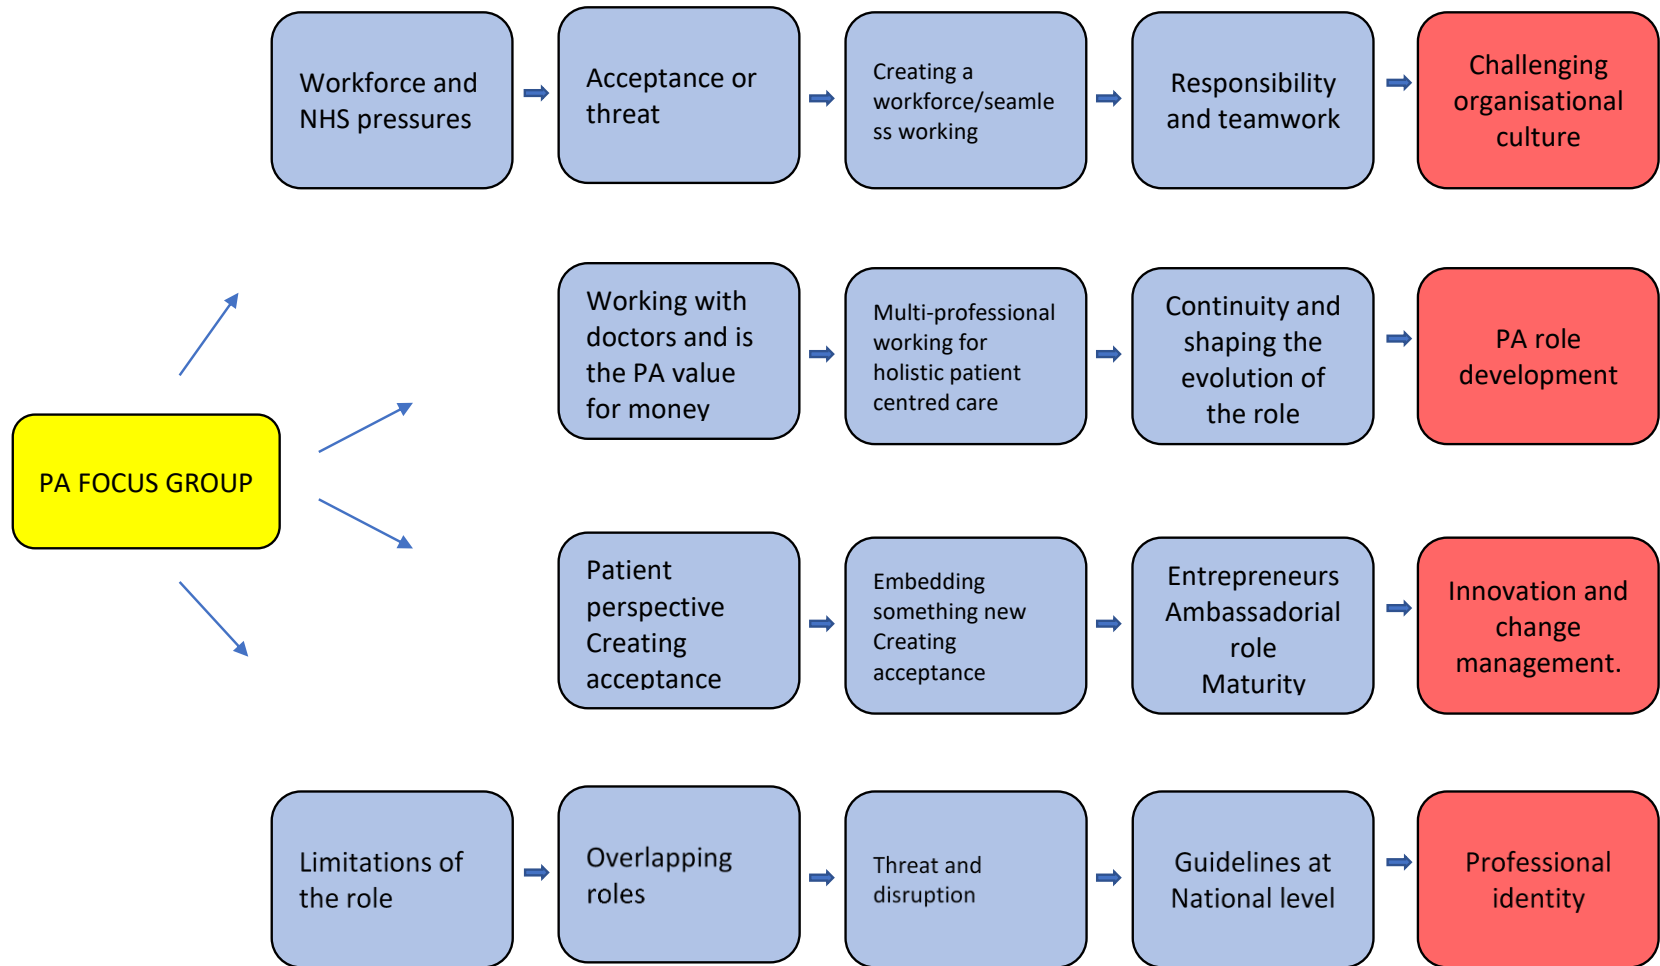 Workforce and
NHS pressures
Acceptance or
threat
Creating a
workforce/seamle
ss working
Responsibility
and teamwork
Challenging
organisational
culture
Working with
doctors and is
the PA value
for money
Multi-professional
working for
holistic patient
centred care
Continuity and
shaping the
evolution of
the role
PA role
development
PA FOCUS GROUP
Patient
perspective
Creating
acceptance
Embedding
something new
Creating
acceptance
Entrepreneurs
Ambassadorial
role
Maturity
Innovation and
change
management.
Limitations of
the role
Overlapping
roles
Threat and
disruption
Guidelines at
National level
Professional
identity